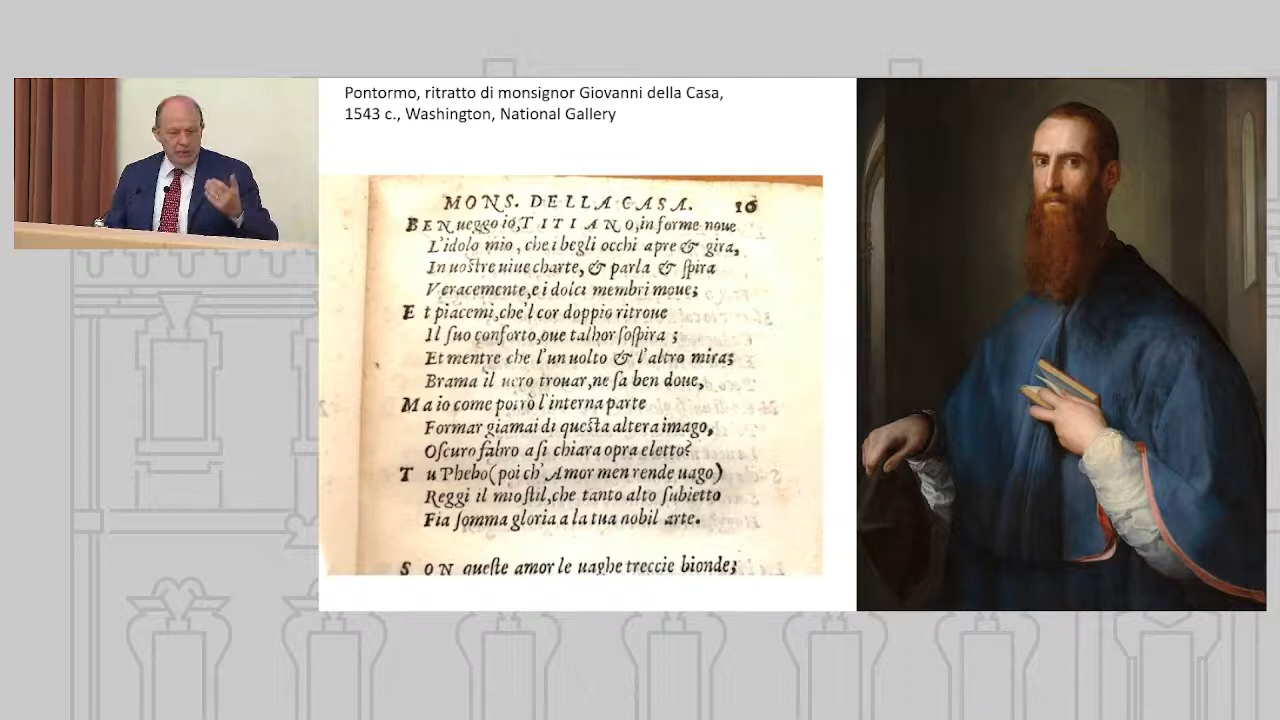 Pontormo, ritratto di monsignor Giovanni della Casa,
1543 c., Washington, National Gallery
MONS. DELLA CASA. 10
BEN ueggo io, TITIANO, in forme noue
L'idolo mio, che i begli occhi apre & gira,
In uostre uiue charte, & parla & spira
Veracemente, e i dolci membri moue;
Et piacemi, che'l cor doppio ritroue
Il suo conforto, oue talhor sospira;
Et mentre che l'un uolto & l'altro mira;
Brama il uero trouar, ne sa ben doue,
Ma io come potrò l'interna parte
Formar giamai di questa altera imago,
Oscuro fabro a si chiara opra eletto?
Tu Phebo (poi ch'Amor men rende uago)
Reggi il mio stil, che tanto alto subietto
Fia somma gloria a la tua nobil arte.
SON queste amor le uaghe treccie bionde;